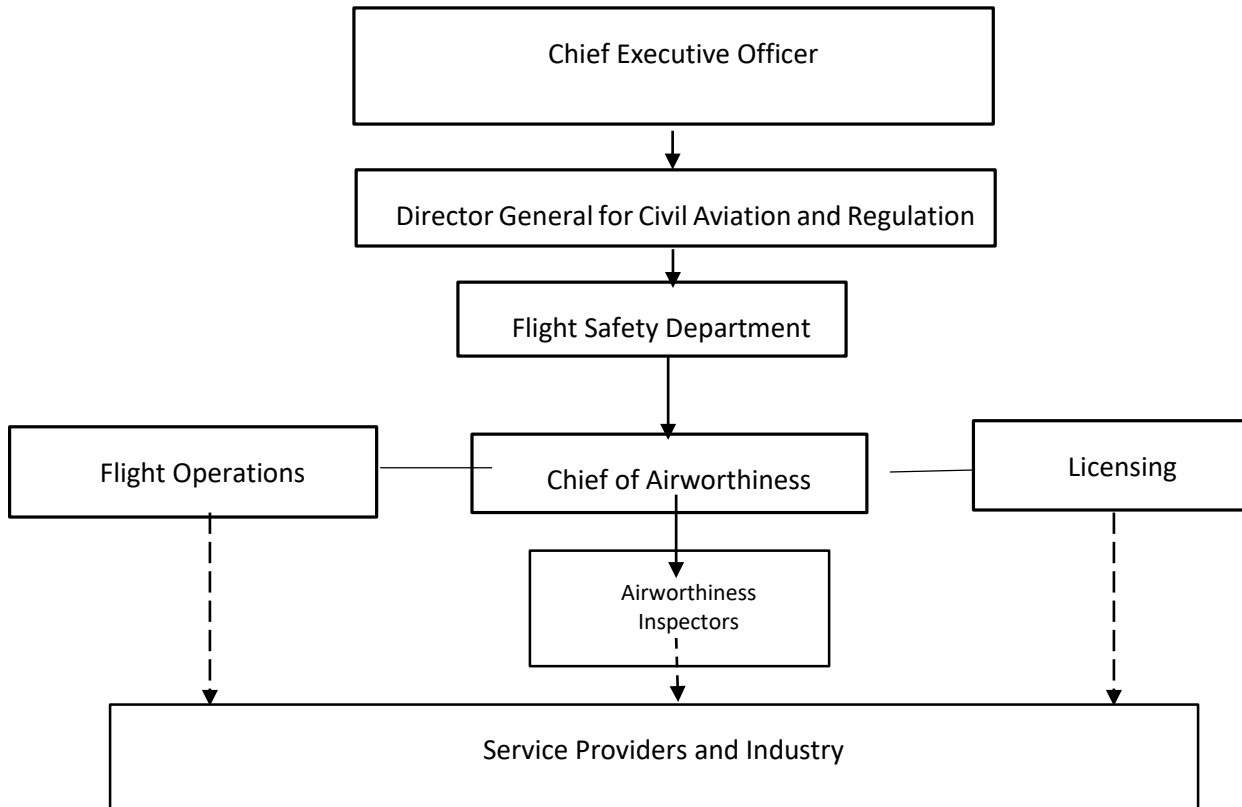 Chief Executive Officer
Director General for Civil Aviation and Regulation
Flight Safety Department
Flight Operations
Chief of Airworthiness
Licensing
Airworthiness
Inspectors
Service Providers and Industry